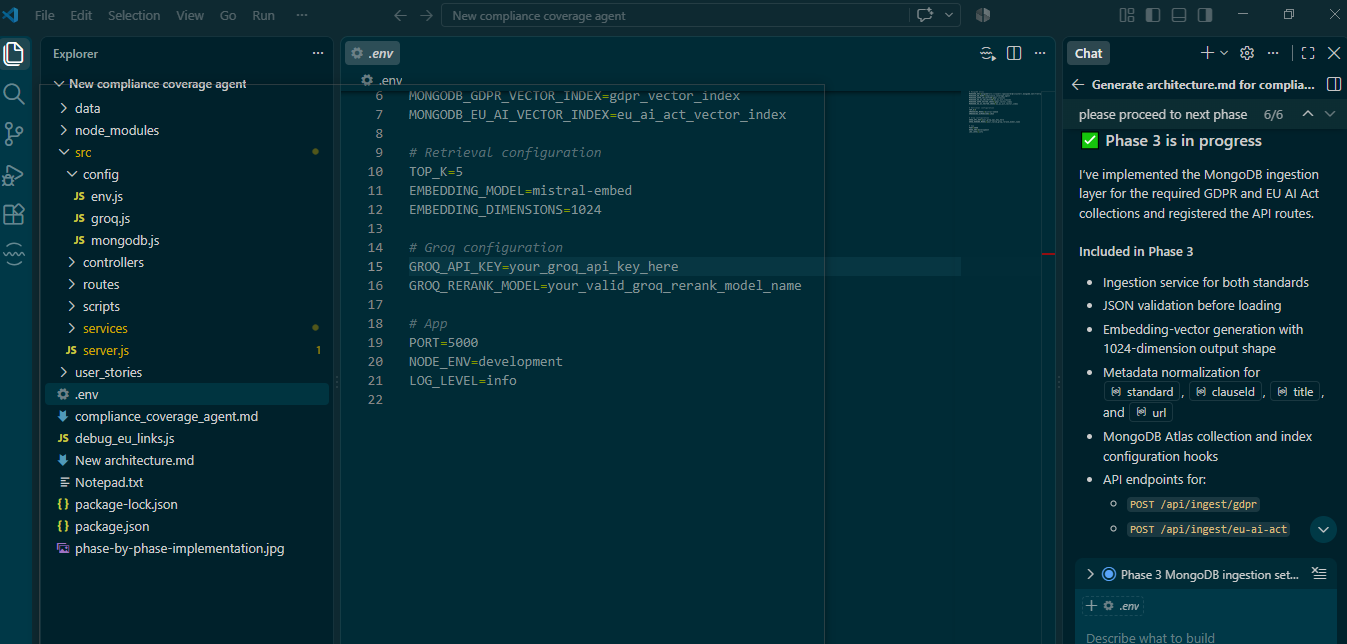 File Edit Selection View Go Run ···
New compliance coverage agent
Explorer
New compliance coverage agent
data
node_modules
src
config
JS env.js
JS groq.js
JS mongodb.js
controllers
routes
scripts
services
JS server.js 1
user_stories
.env
compliance_coverage_agent.md
JS debug_eu_links.js
New architecture.md
Notepad.txt
{} package-lock.json
{} package.json
phase-by-phase-implementation.jpg
.env
.env
6 MONGODB_GDPR_VECTOR_INDEX=gdpr_vector_index
7 MONGODB_EU_AI_VECTOR_INDEX=eu_ai_act_vector_index
8
9 # Retrieval configuration
10 TOP_K=5
11 EMBEDDING_MODEL=mistral-embed
12 EMBEDDING_DIMENSIONS=1024
13
14 # Groq configuration
15 GROQ_API_KEY=your_groq_api_key_here
16 GROQ_RERANK_MODEL=your_valid_groq_rerank_model_name
17
18 # App
19 PORT=5000
20 NODE_ENV=development
21 LOG_LEVEL=info
22
Chat
Generate architecture.md for complia...
please proceed to next phase 6/6
✅ Phase 3 is in progress
I've implemented the MongoDB ingestion
layer for the required GDPR and EU AI Act
collections and registered the API routes.
Included in Phase 3
• Ingestion service for both standards
• JSON validation before loading
• Embedding-vector generation with
1024-dimension output shape
• Metadata normalization for
standard , clauseId , title ,
and url
• MongoDB Atlas collection and index
configuration hooks
• API endpoints for:
POST /api/ingest/gdpr
POST /api/ingest/eu-ai-act
Phase 3 MongoDB ingestion set...
.env
Describe what to build